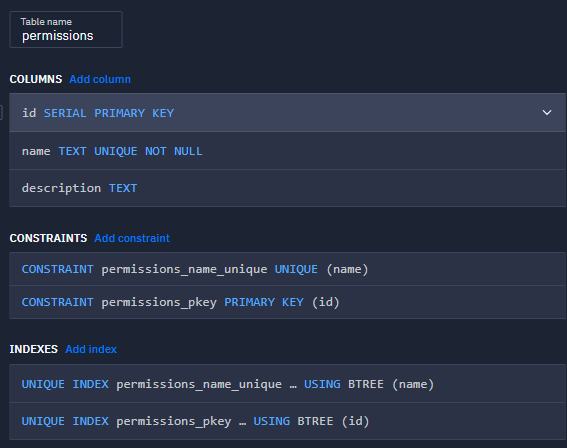 Table name
permissions
COLUMNS Add column
id SERIAL PRIMARY KEY
name TEXT UNIQUE NOT NULL
description TEXT
CONSTRAINTS Add constraint
CONSTRAINT permissions_name_unique UNIQUE (name)
CONSTRAINT permissions_pkey PRIMARY KEY (id)
INDEXES Add index
UNIQUE INDEX permissions_name_unique … USING BTREE (name)
UNIQUE INDEX permissions_pkey … USING BTREE (id)